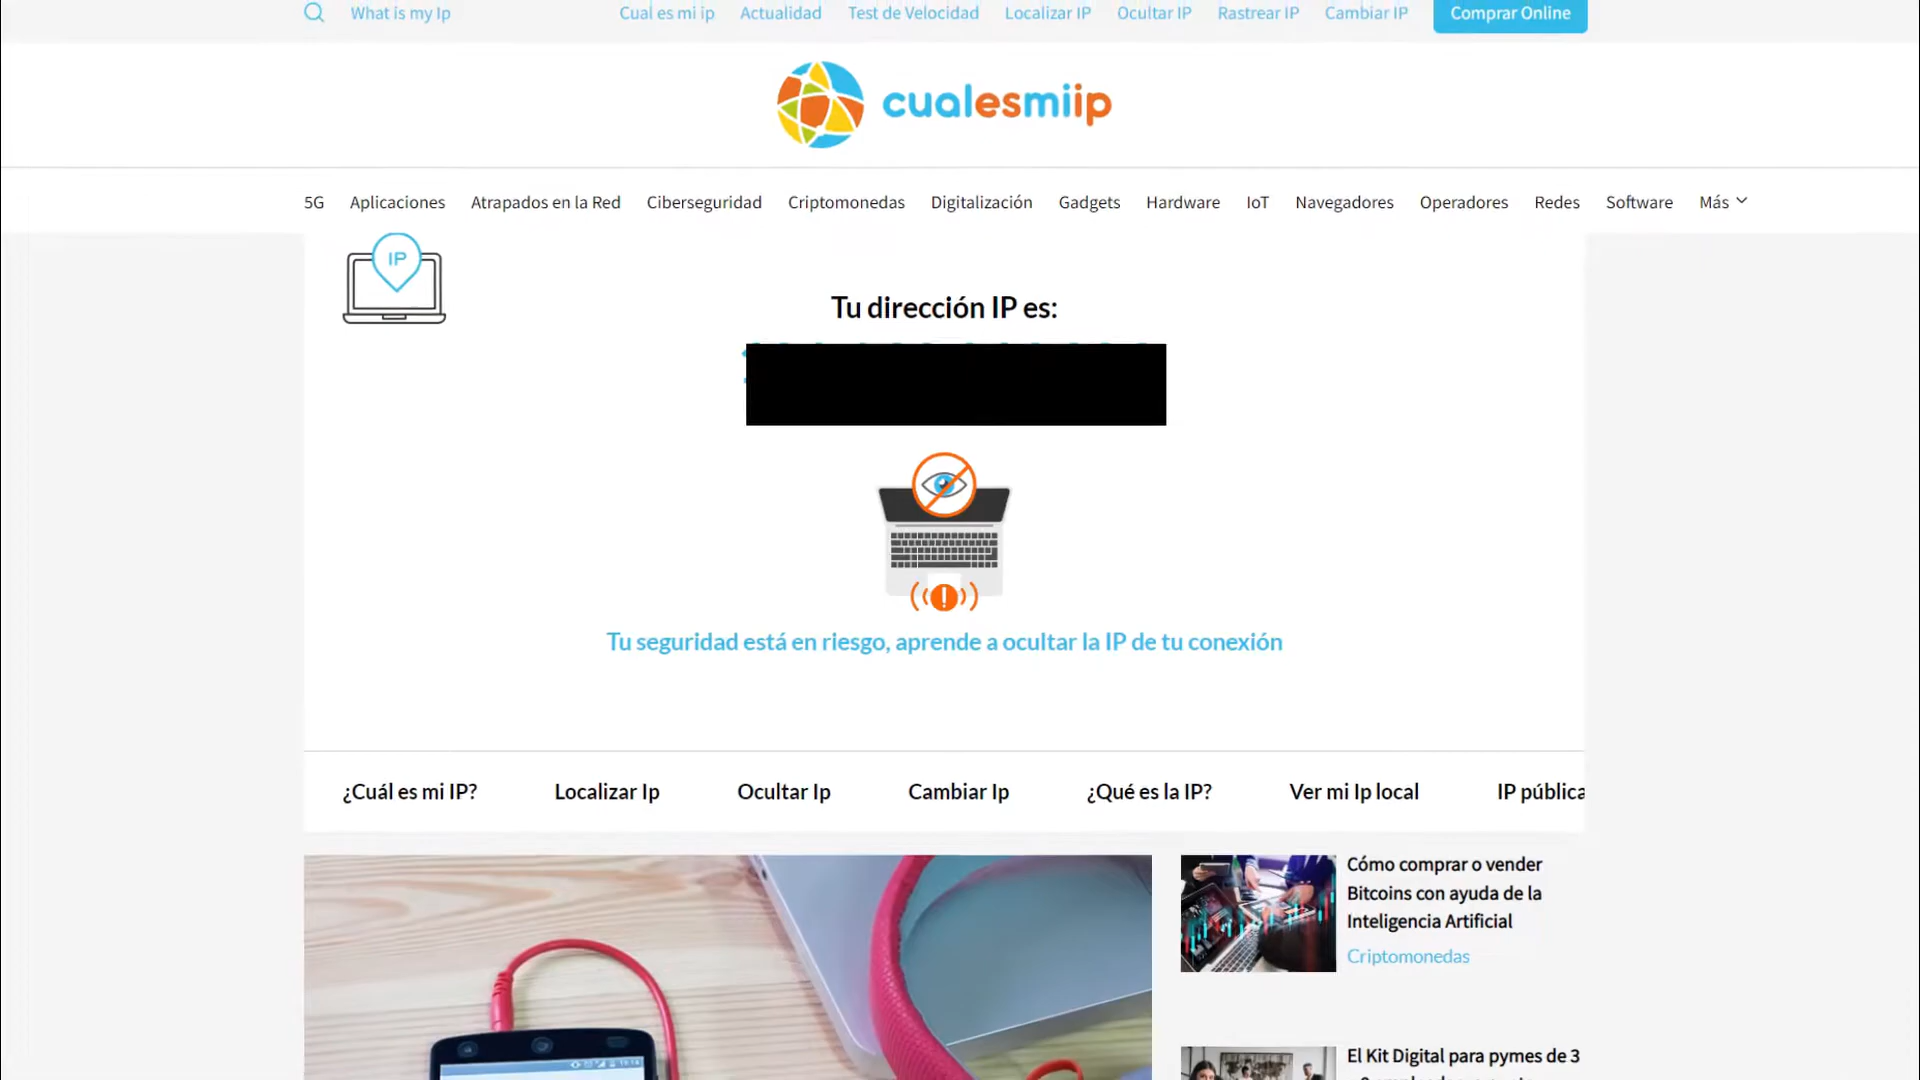 What is my Ip
Cual es mi ip
Actualidad
Test de Velocidad
Localizar IP
Ocultar IP
Rastrear IP
Cambiar IP
Comprar Online
cualesmiip
5G
Aplicaciones
Atrapados en la Red
Ciberseguridad
Criptomonedas
Digitalización
Gadgets
Hardware
IoT
Navegadores
Operadores
Redes
Software
Más
IP
Tu dirección IP es:
Tu seguridad está en riesgo, aprende a ocultar la IP de tu conexión
¿Cuál es mi IP?
Localizar Ip
Ocultar Ip
Cambiar Ip
¿Qué es la IP?
Ver mi Ip local
IP pública
Cómo comprar o vender
Bitcoins con ayuda de la
Inteligencia Artificial
Criptomonedas
El Kit Digital para pymes de 3